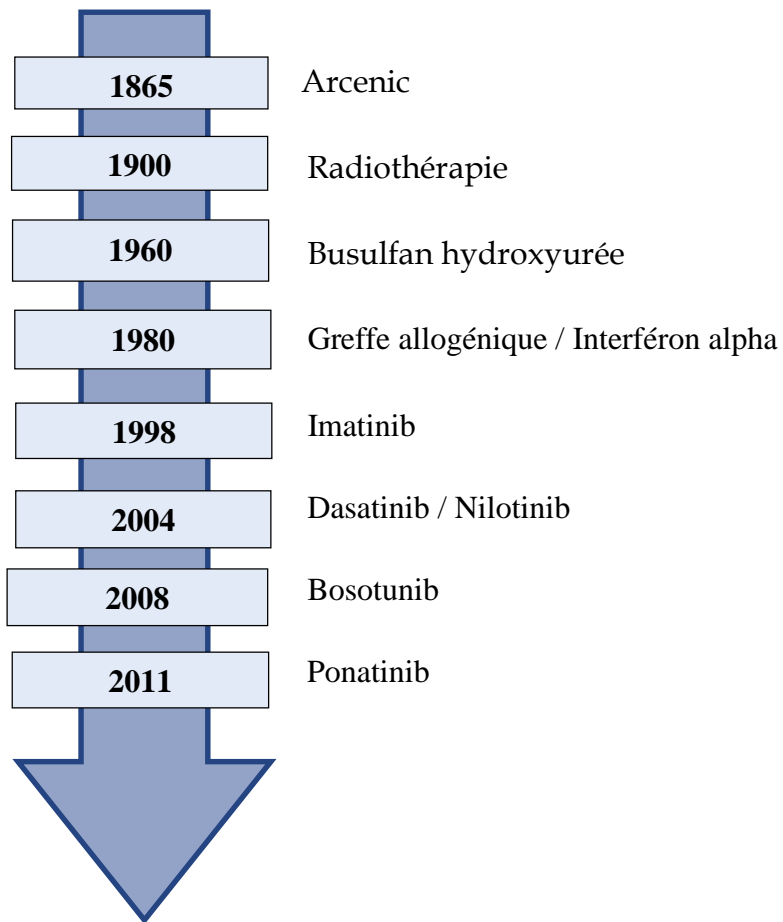 1865 Arcenic
1900 Radiothérapie
1960 Busulfan hydroxyurée
1980 Greffe allogénique / Interféron alpha
1998 Imatinib
2004 Dasatinib / Nilotinib
2008 Bosotunib
2011 Ponatinib